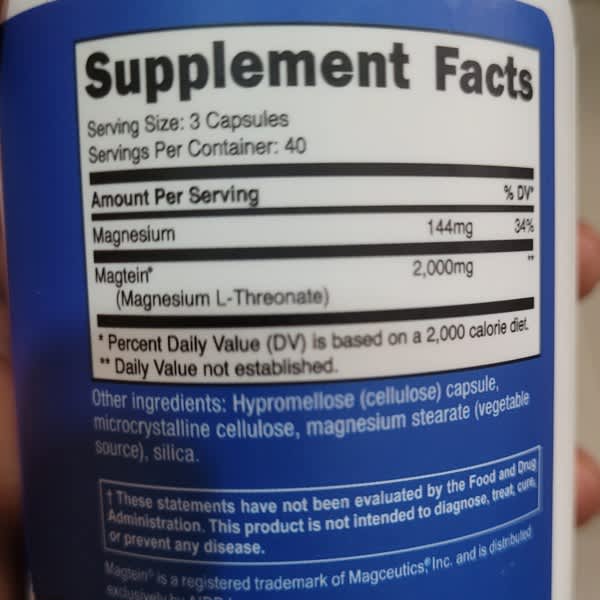 Supplement Facts
Serving Size: 3 Capsules
Servings Per Container: 40
Amount Per Serving % DV*
Magnesium 144mg 34%
Magtein® 2,000mg **
(Magnesium L-Threonate)
* Percent Daily Value (DV) is based on a 2,000 calorie diet.
** Daily Value not established.
Other ingredients: Hypromellose (cellulose) capsule,
microcrystalline cellulose, magnesium stearate (vegetable
source), silica.
† These statements have not been evaluated by the Food and Drug
Administration. This product is not intended to diagnose, treat, cure,
or prevent any disease.
Magtein® is a registered trademark of Magceutics®, Inc. and is distributed
exclusively by